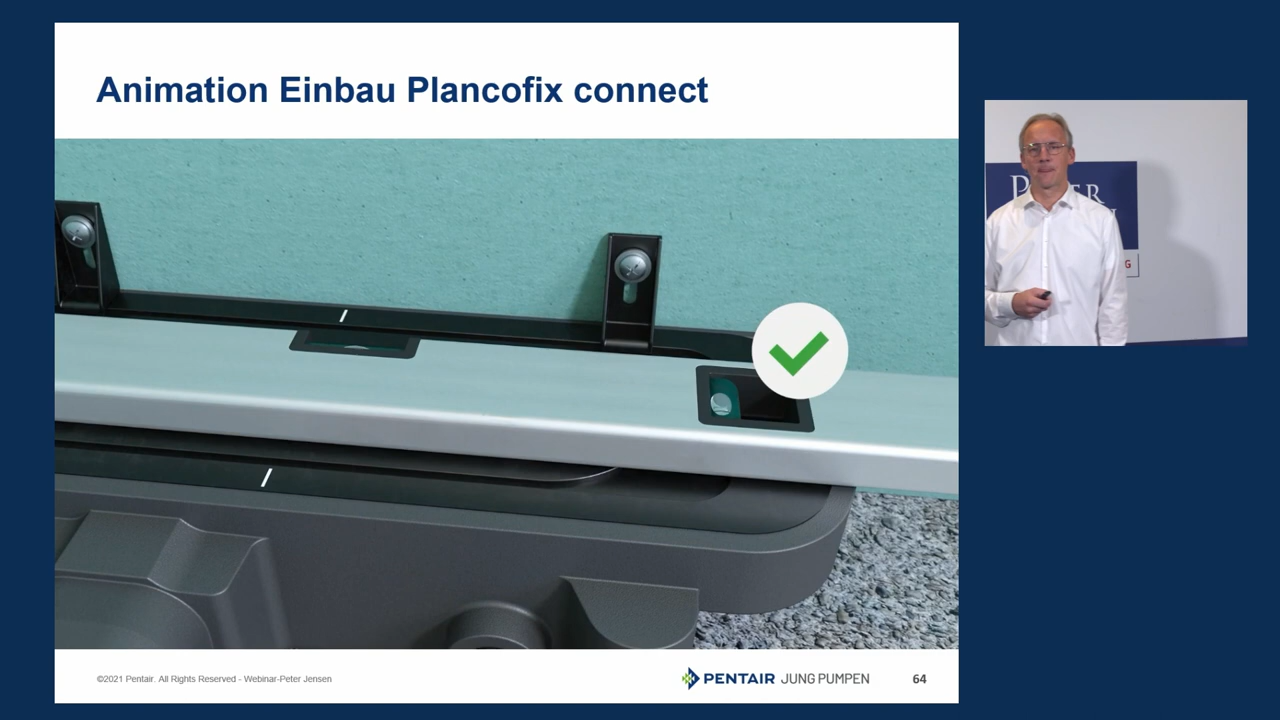 Animation Einbau Plancofix connect
©2021 Pentair. All Rights Reserved - Webinar-Peter Jensen
PENTAIR JUNG PUMPEN
64